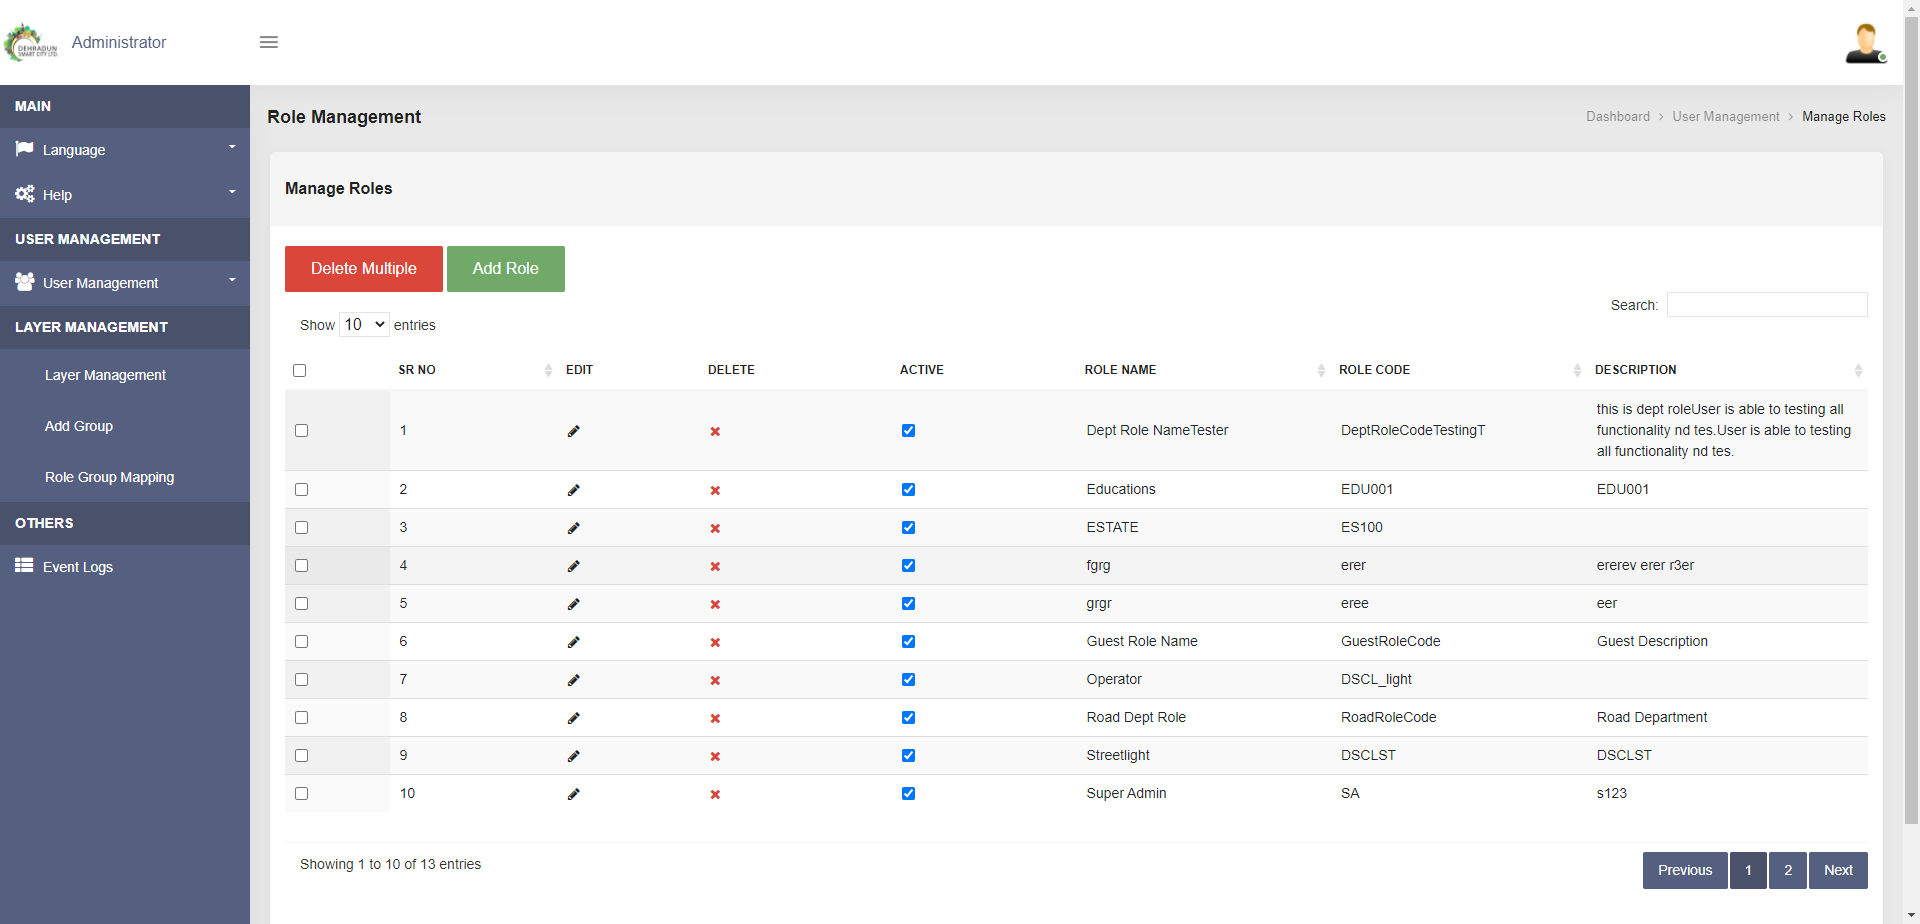 DEHRADUN
SMART CITY LTD.
Administrator
MAIN
Language
Help
USER MANAGEMENT
User Management
LAYER MANAGEMENT
Layer Management
Add Group
Role Group Mapping
OTHERS
Event Logs
Role Management
Dashboard > User Management > Manage Roles
Manage Roles
Delete Multiple Add Role
Search:
Show 10 entries
SR NO EDIT DELETE ACTIVE ROLE NAME ROLE CODE DESCRIPTION
1 Dept Role NameTester DeptRoleCodeTestingT this is dept roleUser is able to testing all
functionality nd tes.User is able to testing
all functionality nd tes.
2 Educations EDU001 EDU001
3 ESTATE ES100
4 fgrg erer ererev erer r3er
5 grgr eree eer
6 Guest Role Name GuestRoleCode Guest Description
7 Operator DSCL_light
8 Road Dept Role RoadRoleCode Road Department
9 Streetlight DSCLST DSCLST
10 Super Admin SA s123
Showing 1 to 10 of 13 entries
Previous 1 2 Next